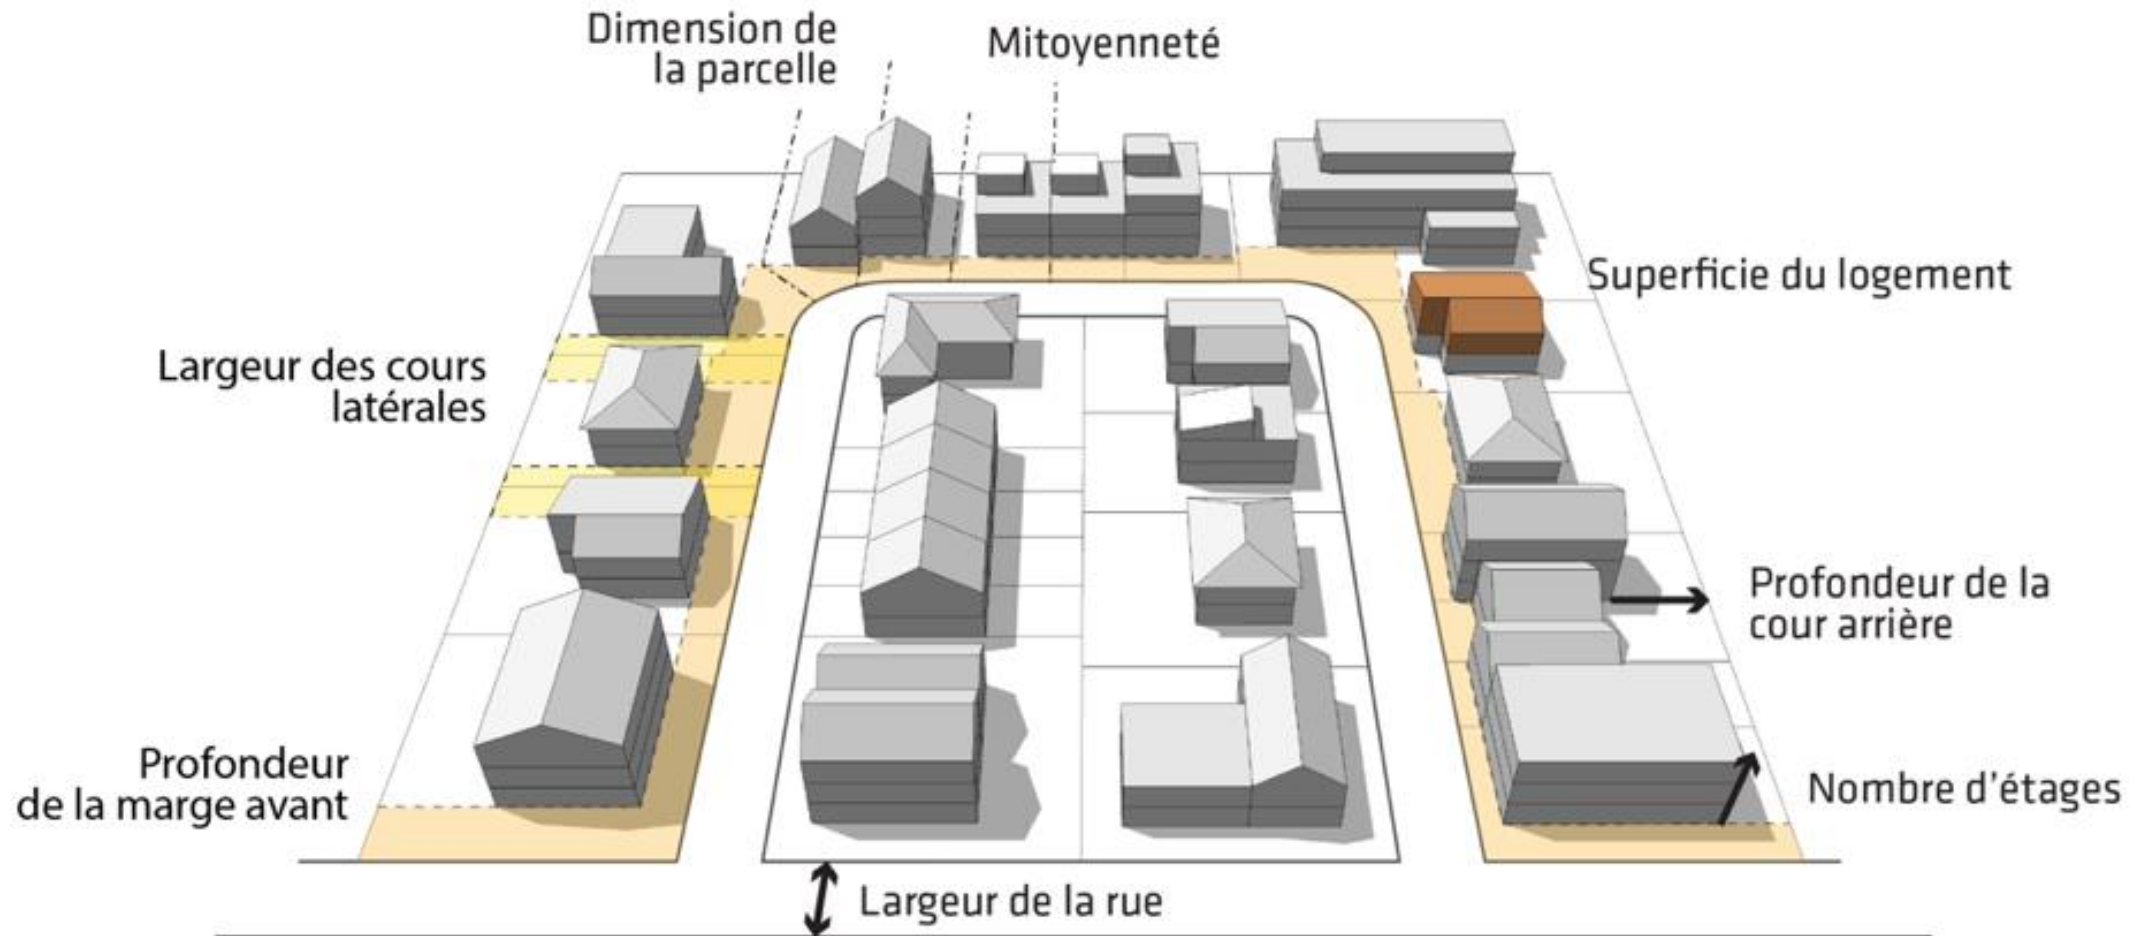 Dimension de
la parcelle
Mitoyenneté
Superficie du logement
Largeur des cours
latérales
Profondeur de la
cour arrière
Profondeur
de la marge avant
Nombre d'étages
Largeur de la rue